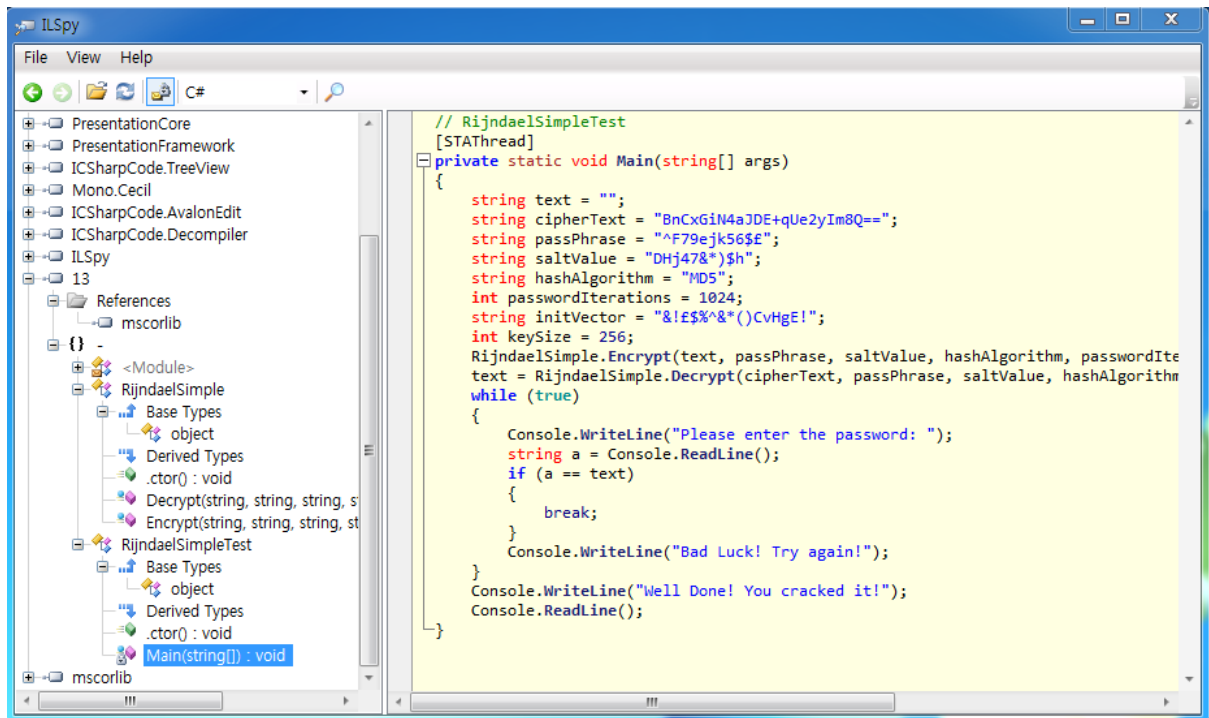 ILSpy
File View Help
C#
PresentationCore
PresentationFramework
ICSharpCode.TreeView
Mono.Cecil
ICSharpCode.AvalonEdit
ICSharpCode.Decompiler
ILSpy
13
References
mscorlib
{} -
<Module>
RijndaelSimple
Base Types
object
Derived Types
.ctor() : void
Decrypt(string, string, string, s
Encrypt(string, string, string, st
RijndaelSimpleTest
Base Types
object
Derived Types
.ctor() : void
Main(string[]) : void
mscorlib
// RijndaelSimpleTest
[STAThread]
private static void Main(string[] args)
{
string text = "";
string cipherText = "BnCxGiN4aJDE+qUe2yIm8Q==";
string passPhrase = "^F79ejk56$£";
string saltValue = "DHj47&*)$h";
string hashAlgorithm = "MD5";
int passwordIterations = 1024;
string initVector = "&!£$%^&*()CvHgE!";
int keySize = 256;
RijndaelSimple.Encrypt(text, passPhrase, saltValue, hashAlgorithm, passwordIte
text = RijndaelSimple.Decrypt(cipherText, passPhrase, saltValue, hashAlgorithm
while (true)
{
Console.WriteLine("Please enter the password: ");
string a = Console.ReadLine();
if (a == text)
{
break;
}
Console.WriteLine("Bad Luck! Try again!");
}
Console.WriteLine("Well Done! You cracked it!");
Console.ReadLine();
}